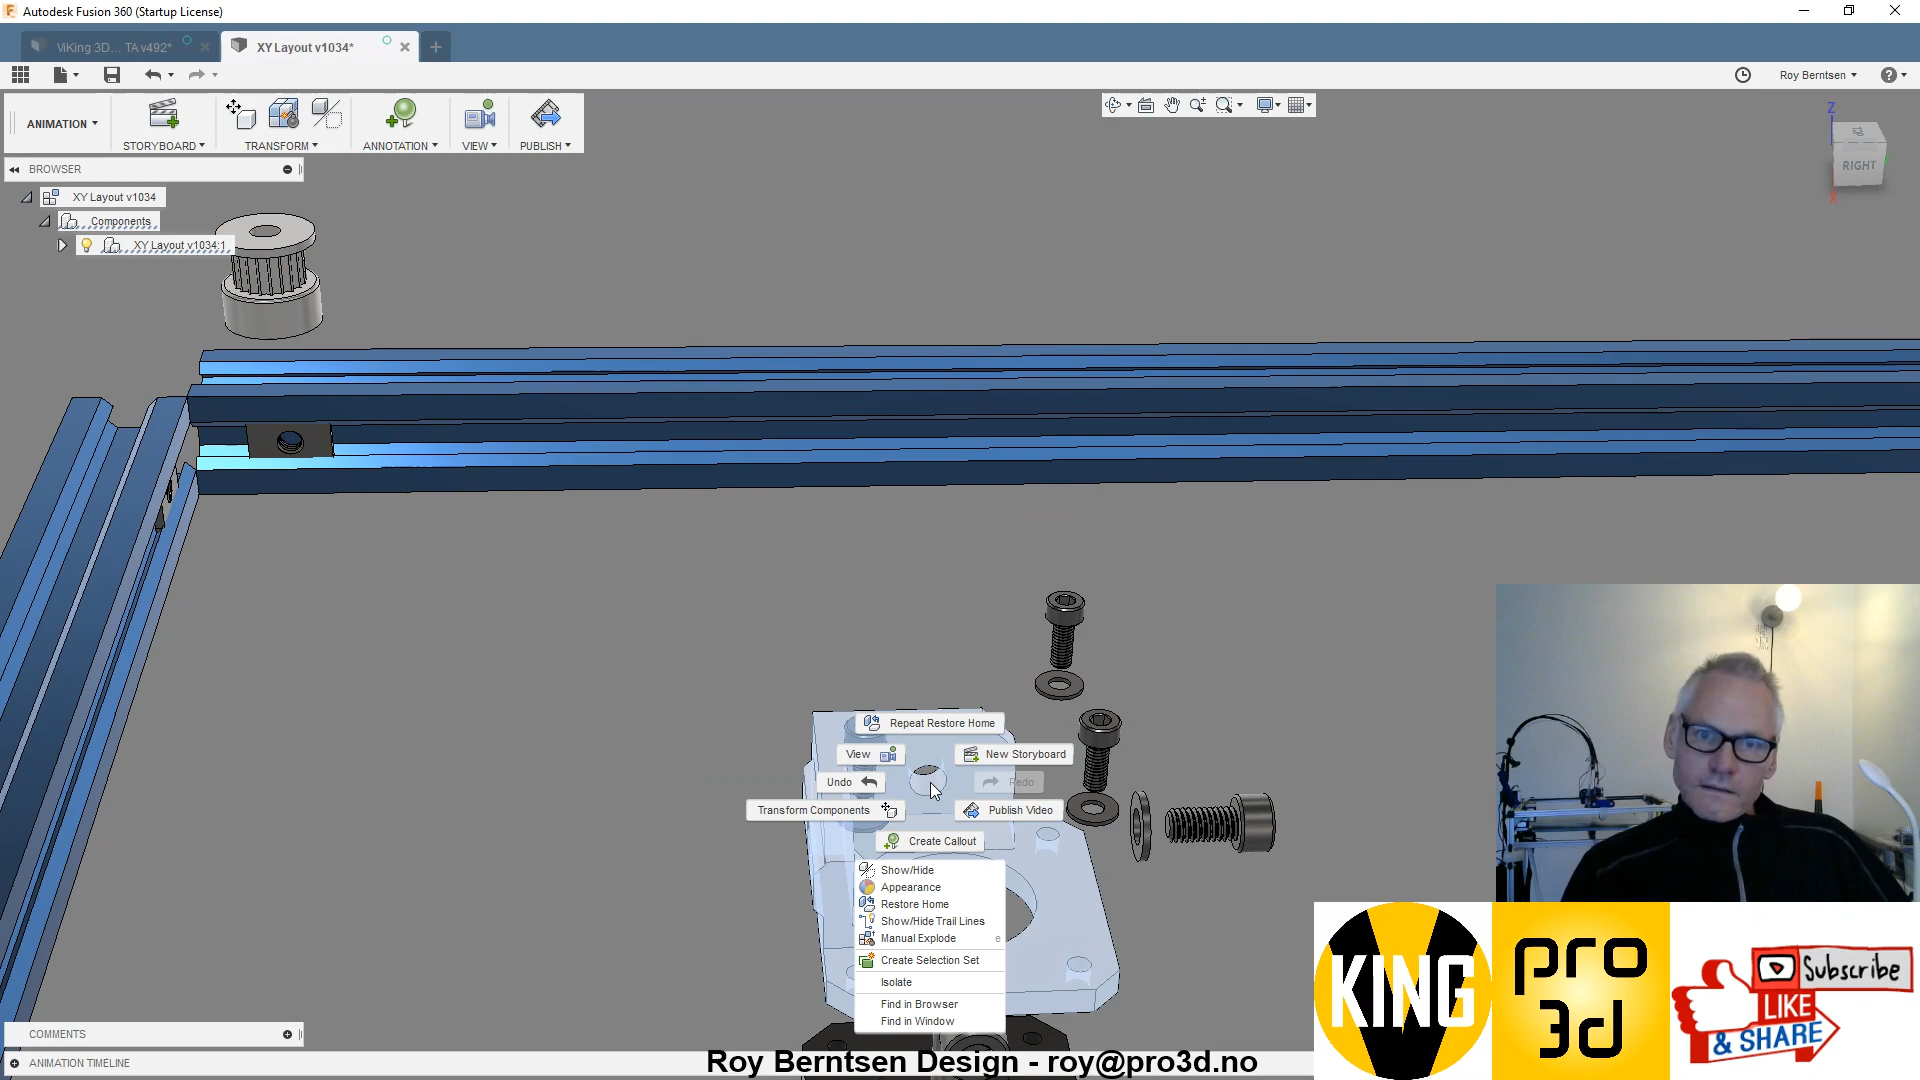 Autodesk Fusion 360 (Startup License)
ViKing 3D... TA v492*
XY Layout v1034*
Roy Berntsen
ANIMATION
STORYBOARD
TRANSFORM
ANNOTATION
VIEW
PUBLISH
Z
RIGHT
X
BROWSER
XY Layout v1034
Components
XY Layout v1034:1
Repeat Restore Home
View
New Storyboard
Undo
Redo
Transform Components
Publish Video
Create Callout
Show/Hide
Appearance
Restore Home
Show/Hide Trail Lines
Manual Explode e
Create Selection Set
Isolate
Find in Browser
Find in Window
COMMENTS
ANIMATION TIMELINE
Roy Berntsen Design - roy@pro3d.no
KING
pro
3d
Subscribe
LIKE
& SHARE